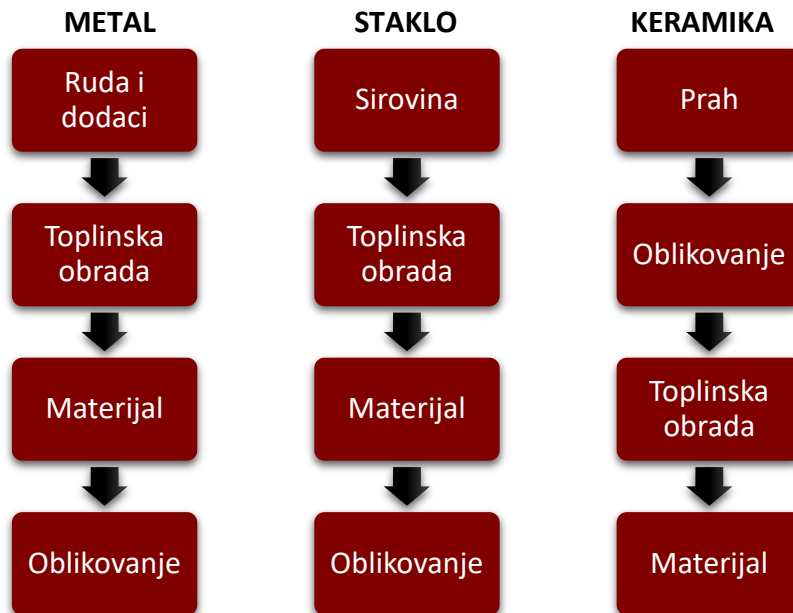 METAL
Ruda i
dodaci
Toplinska
obrada
Materijal
Oblikovanje
STAKLO
Sirovina
Toplinska
obrada
Materijal
Oblikovanje
KERAMIKA
Prah
Oblikovanje
Toplinska
obrada
Materijal